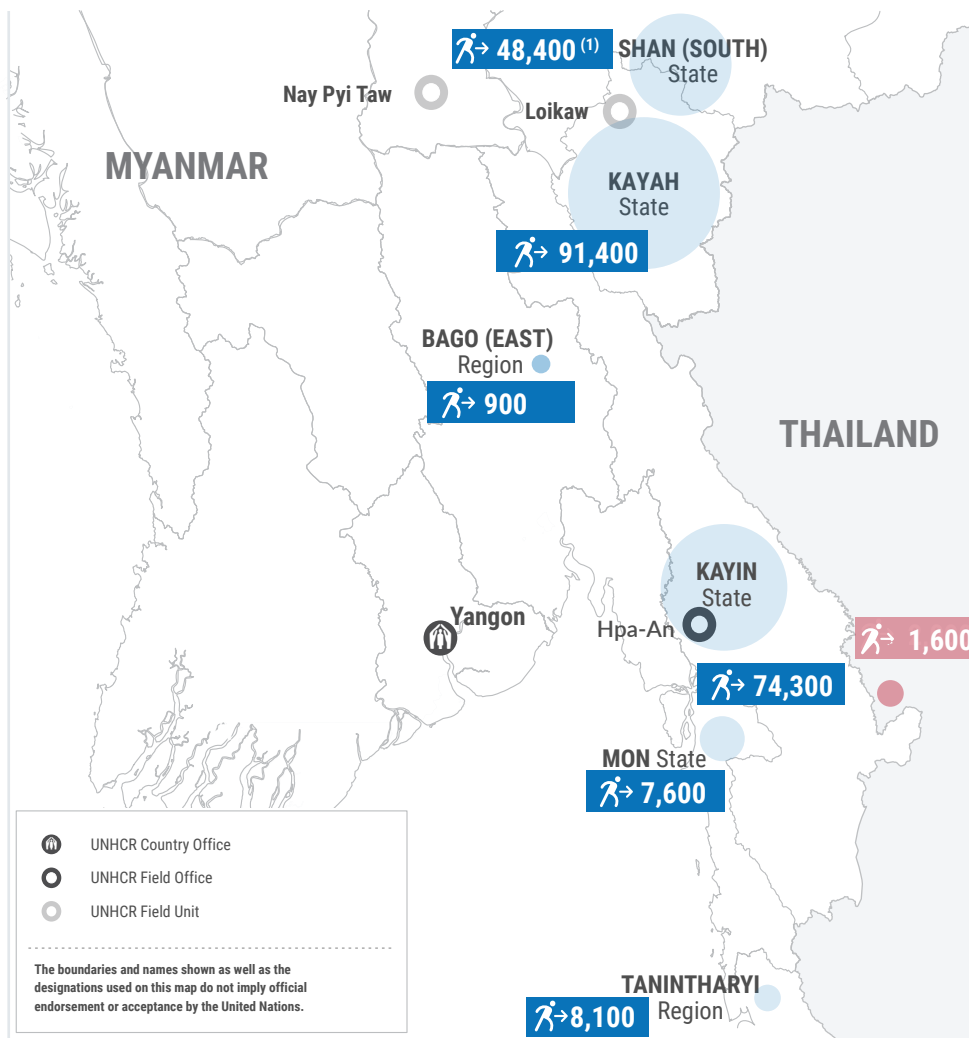 48,400 (1)
SHAN (SOUTH)
State
Nay Pyi Taw
Loikaw
MYANMAR
KAYAH
State
91,400
BAGO (EAST)
Region
900
THAILAND
KAYIN
State
Yangon
Hpa-An
1,600
74,300
MON State
7,600
UNHCR Country Office
UNHCR Field Office
UNHCR Field Unit
The boundaries and names shown as well as the
designations used on this map do not imply official
endorsement or acceptance by the United Nations.
TANINTHARYI
Region
8,100